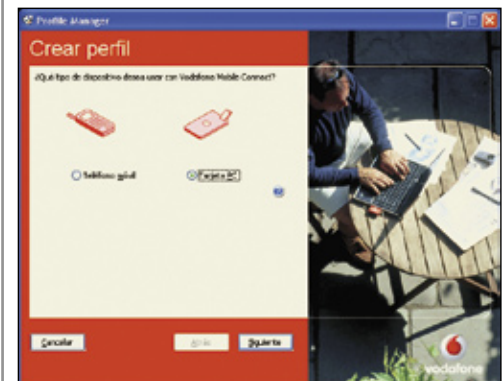 Profile Manager
Crear perfil
¿Qué tipo de dispositivo desea usar con Vodafone Mobile Connect?
Teléfono móvil
Tarjeta PC
Cancelar
Atrás
Siguiente
vodafone